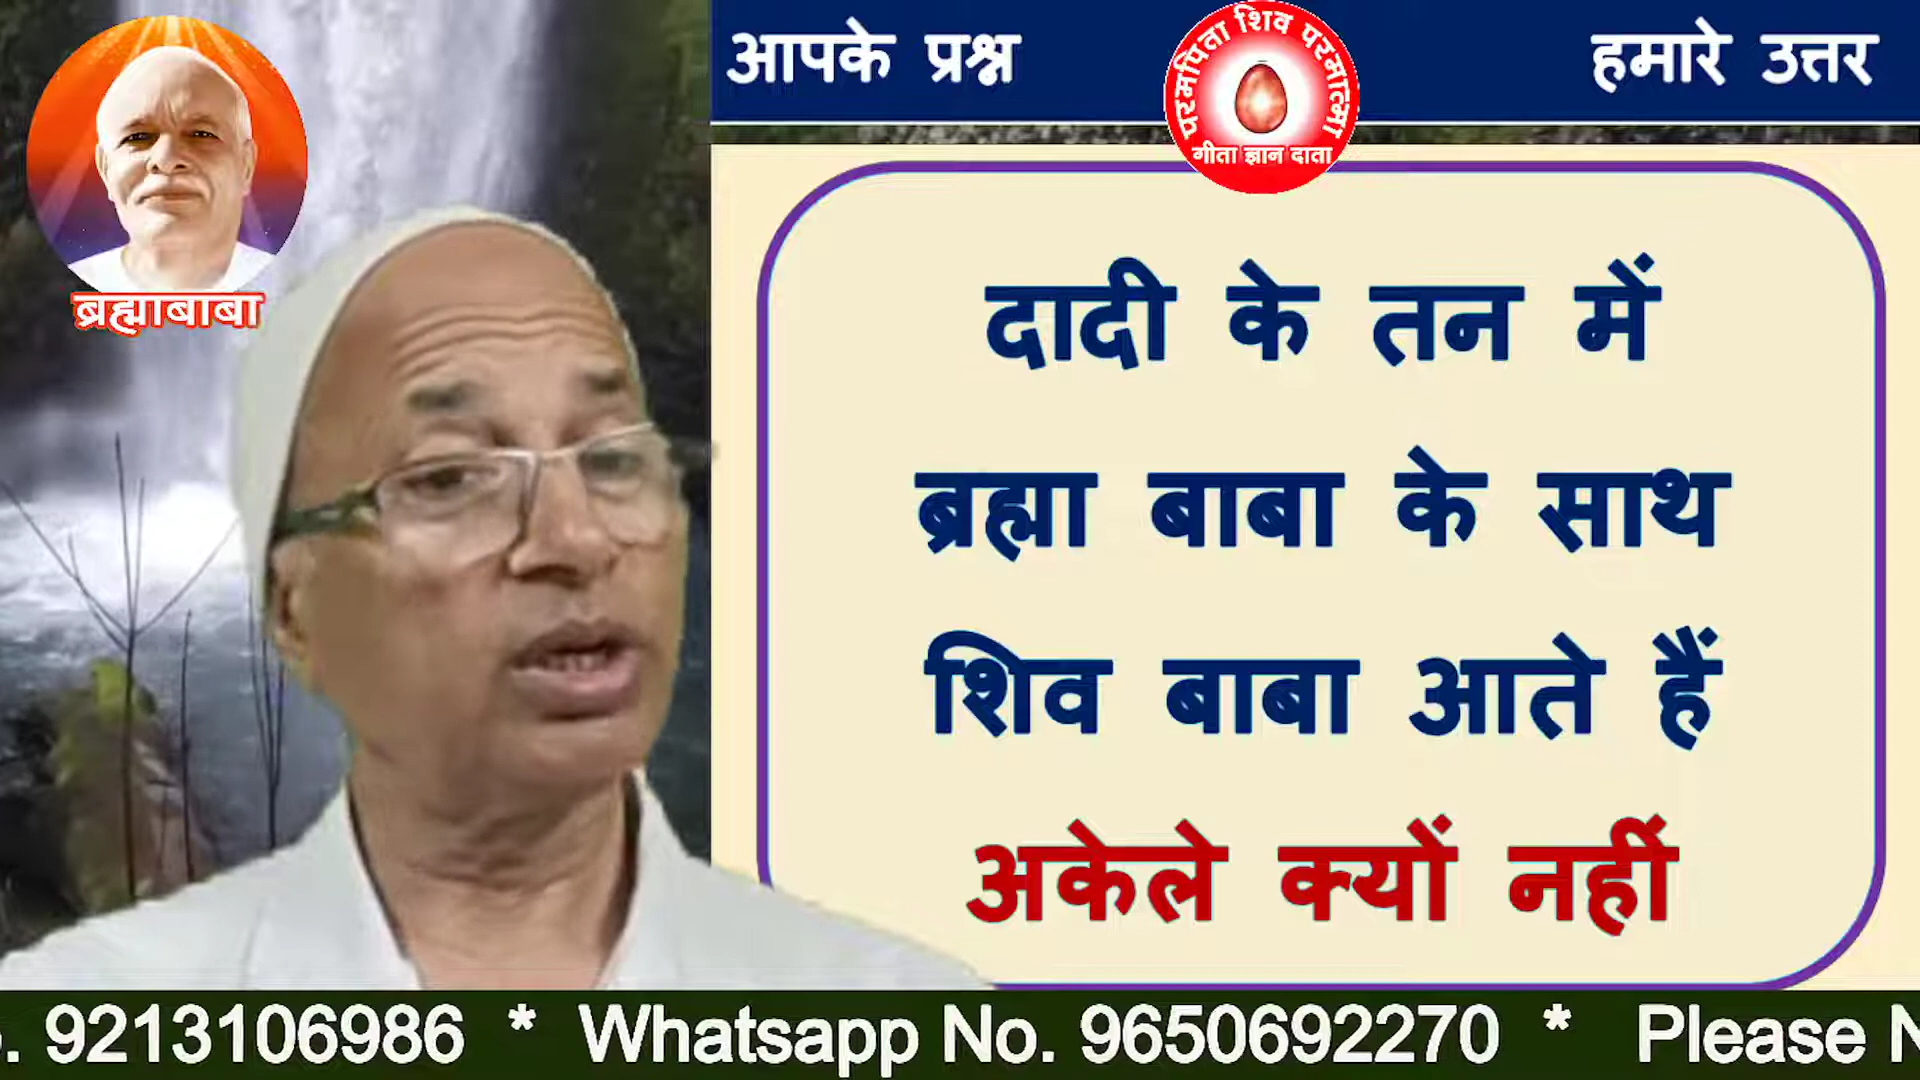 आपके प्रश्न
परमपिता शिव परमात्मा
गीता ज्ञान दाता
हमारे उत्तर
ब्रह्माबाबा
दादी के तन में
ब्रह्मा बाबा के साथ
शिव बाबा आते हैं
अकेले क्यों नहीं
. 9213106986 * Whatsapp No. 9650692270 * Please N